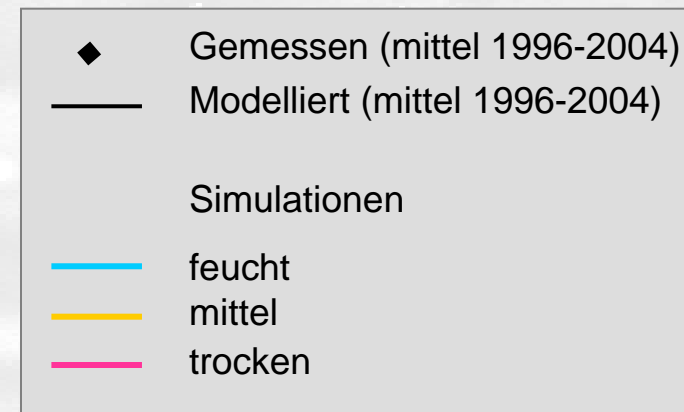 Gemessen (mittel 1996-2004)
Modelliert (mittel 1996-2004)
Simulationen
feucht
mittel
trocken